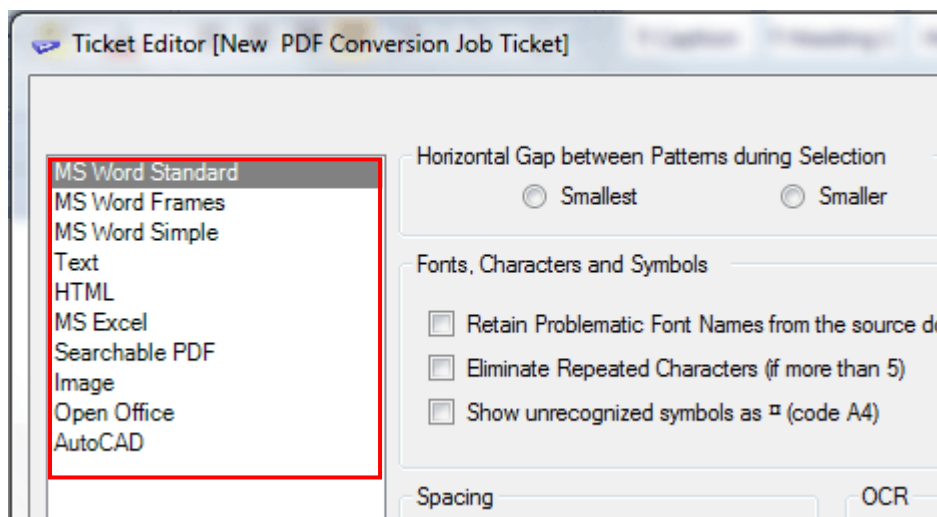 Ticket Editor [New PDF Conversion Job Ticket]
MS Word Standard
MS Word Frames
MS Word Simple
Text
HTML
MS Excel
Searchable PDF
Image
Open Office
AutoCAD
Horizontal Gap between Patterns during Selection
Smallest
Smaller
Fonts, Characters and Symbols
Retain Problematic Font Names from the source
Eliminate Repeated Characters (if more than 5)
Show unrecognized symbols as ¤ (code A4)
Spacing
OCR